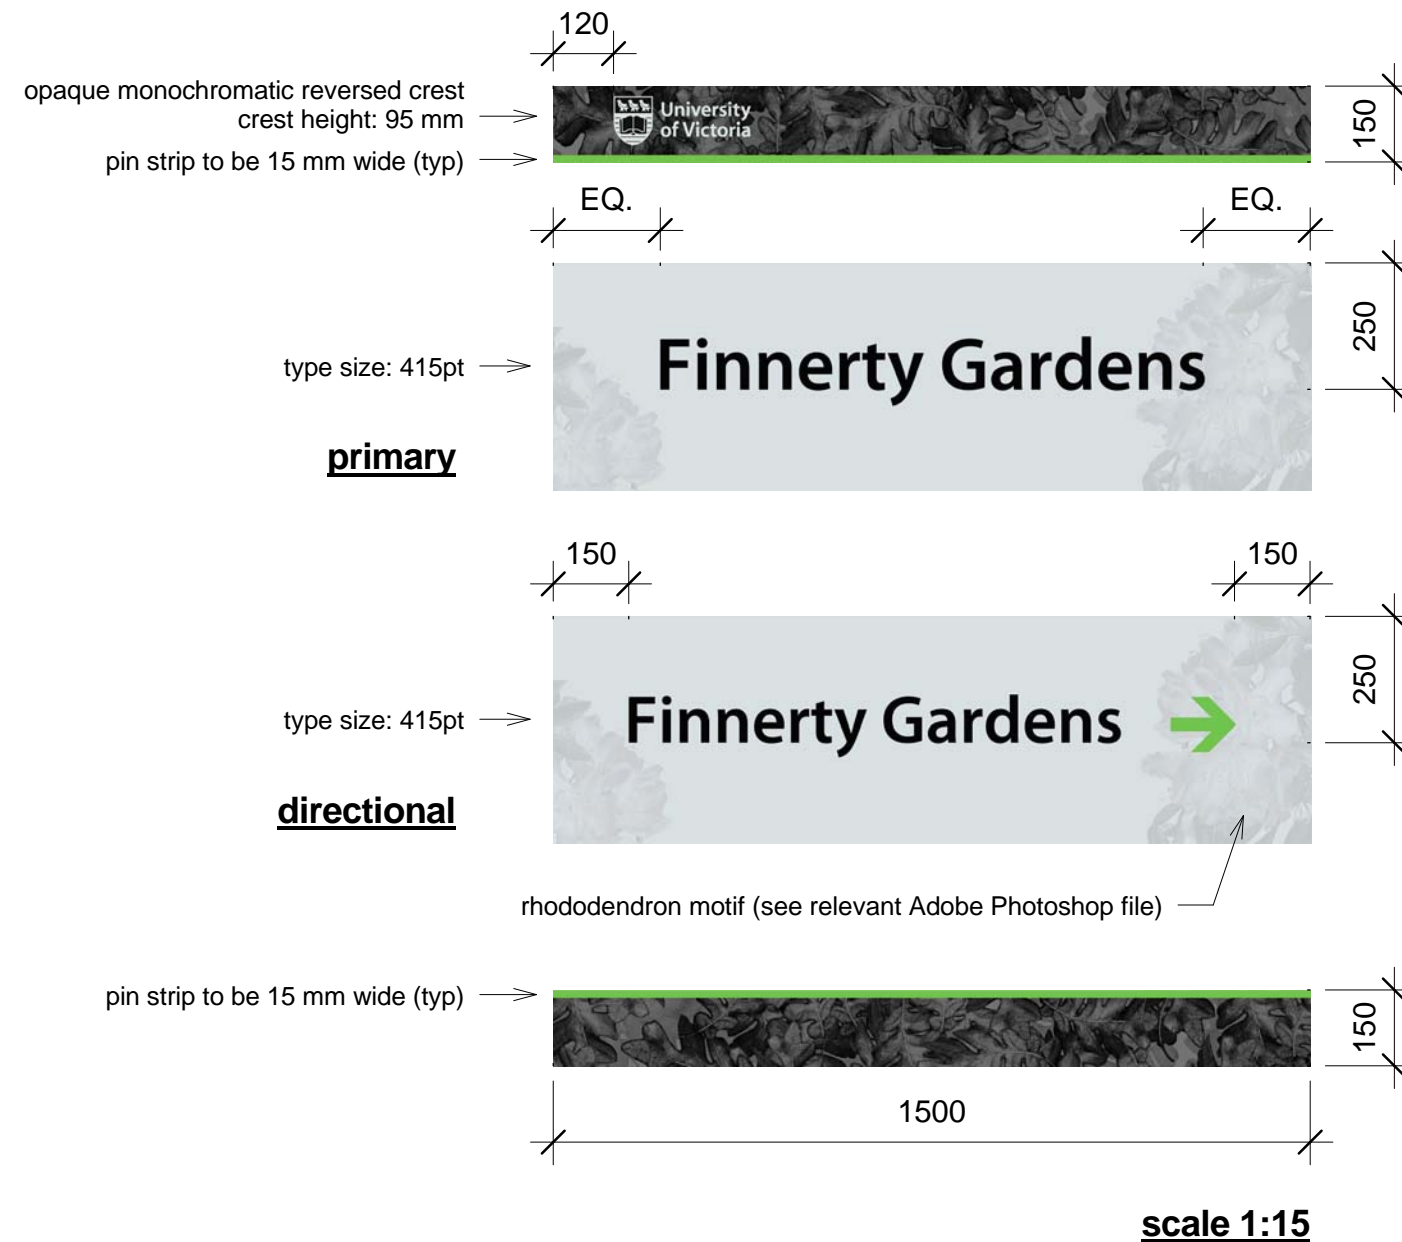 120
opaque monochromatic reversed crest
crest height: 95 mm
University
of Victoria
150
pin strip to be 15 mm wide (typ)
EQ.
EQ.
250
type size: 415pt
Finnerty Gardens
primary
150
150
250
type size: 415pt
Finnerty Gardens
directional
rhododendron motif (see relevant Adobe Photoshop file)
pin strip to be 15 mm wide (typ)
150
1500
scale 1:15